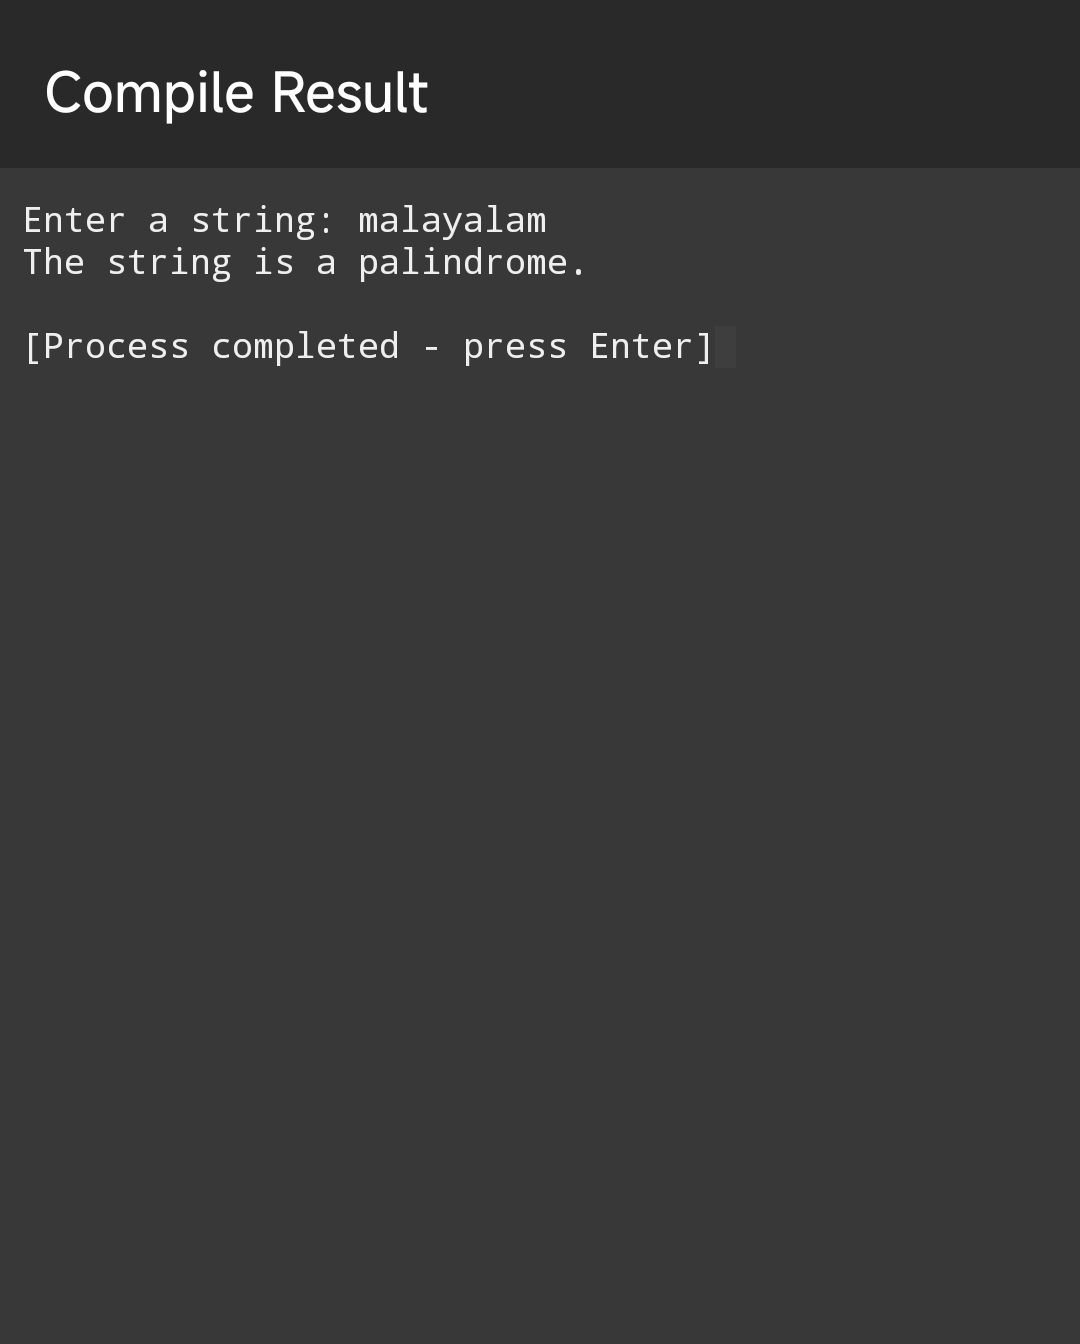 Compile Result
Enter a string: malayalam
The string is a palindrome.
[Process completed - press Enter]